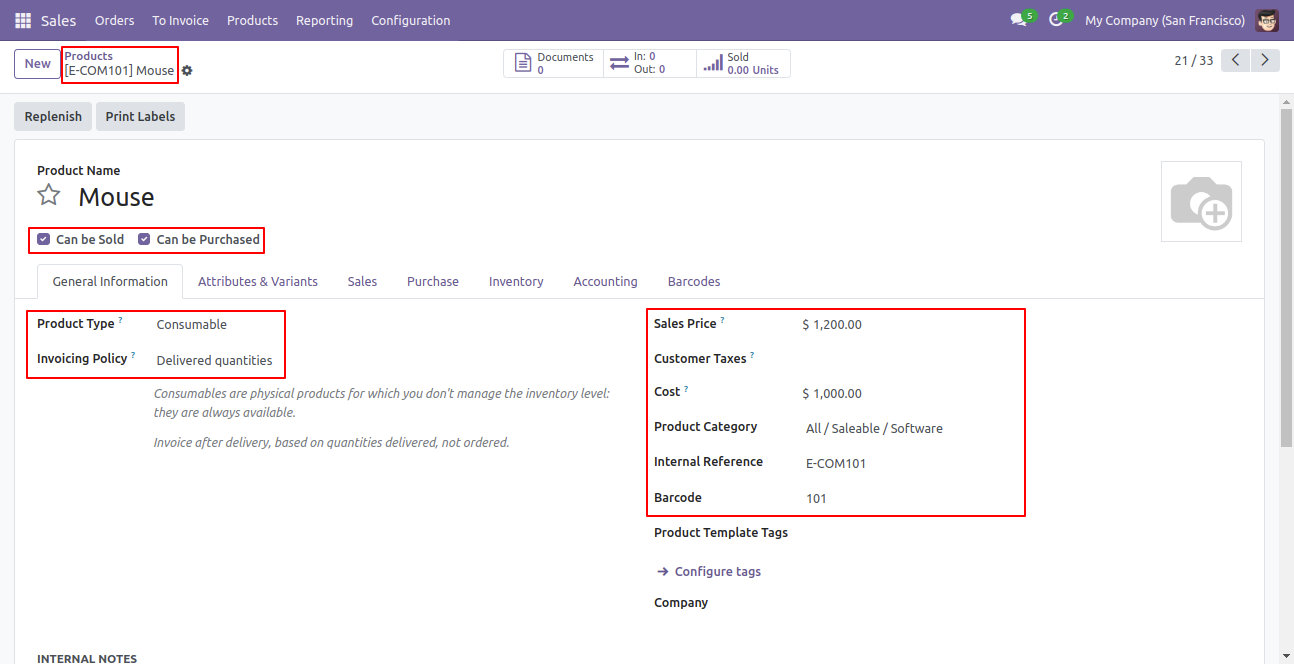 Sales Orders To Invoice Products Reporting Configuration 5 2 My Company (San Francisco)
New Products Documents In: 0 Sold 21 / 33
[E-COM101] Mouse 0 Out: 0 0.00 Units
Replenish Print Labels
Product Name
Mouse
Can be Sold Can be Purchased
General Information Attributes & Variants Sales Purchase Inventory Accounting Barcodes
Product Type ? Consumable Sales Price ? $ 1,200.00
Invoicing Policy ? Delivered quantities Customer Taxes ?
Consumables are physical products for which you don't manage the inventory level: Cost ? $ 1,000.00
they are always available.
Product Category All / Saleable / Software
Invoice after delivery, based on quantities delivered, not ordered.
Internal Reference E-COM101
Barcode 101
Product Template Tags
Configure tags
Company
INTERNAL NOTES